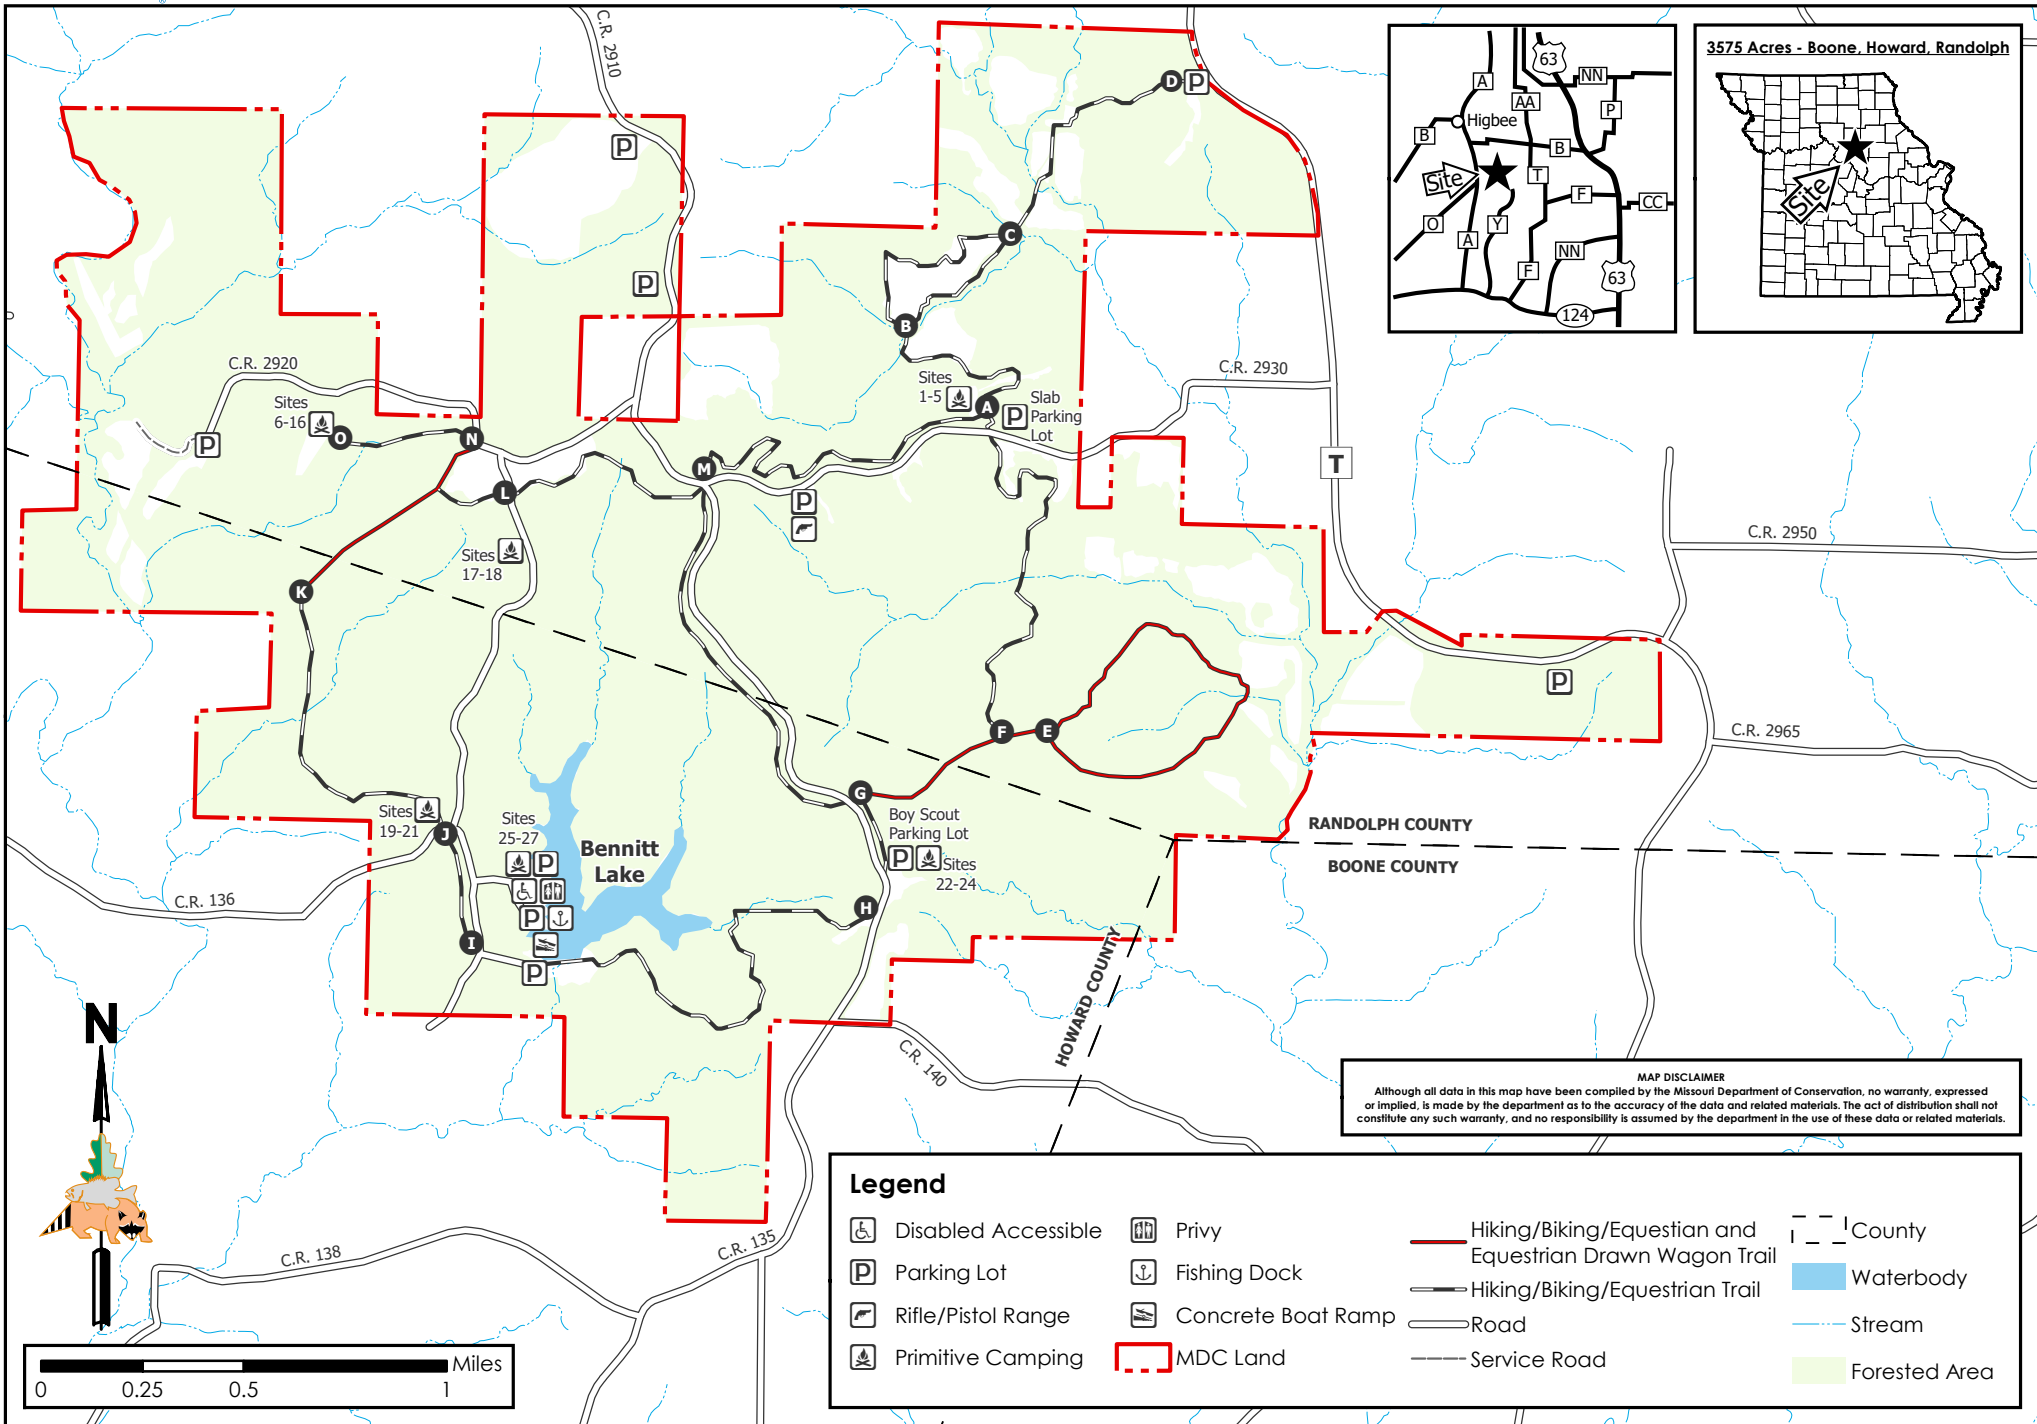 C.R. 2910
D
P
P
C
P
B
C.R. 2920
C.R. 2930
Sites
1-5
A
P
Slab
Parking
Lot
Sites
6-16
O
N
P
M
T
L
P
Sites
17-18
C.R. 2950
K
P
F
E
C.R. 2965
G
Sites
19-21
J
Sites
25-27
P
Bennitt
Lake
Boy Scout
Parking Lot
P
Sites
22-24
RANDOLPH COUNTY
BOONE COUNTY
C.R. 136
P
H
I
P
HOWARD COUNTY
C.R. 140
C.R. 135
C.R. 138
N
0
0.25
0.5
1
Miles
63
A
NN
AA
P
Higbee
B
B
Site
T
F
CC
O
Y
A
NN
F
63
124
3575 Acres - Boone, Howard, Randolph
Site
MAP DISCLAIMER
Although all data in this map have been compiled by the Missouri Department of Conservation, no warranty, expressed
or implied, is made by the department as to the accuracy of the data and related materials. The act of distribution shall not
constitute any such warranty, and no responsibility is assumed by the department in the use of these data or related materials.
Legend
Disabled Accessible
P Parking Lot
Rifle/Pistol Range
Primitive Camping
Privy
Fishing Dock
Concrete Boat Ramp
MDC Land
Hiking/Biking/Equestian and
Equestrian Drawn Wagon Trail
Hiking/Biking/Equestrian Trail
Road
Service Road
County
Waterbody
Stream
Forested Area